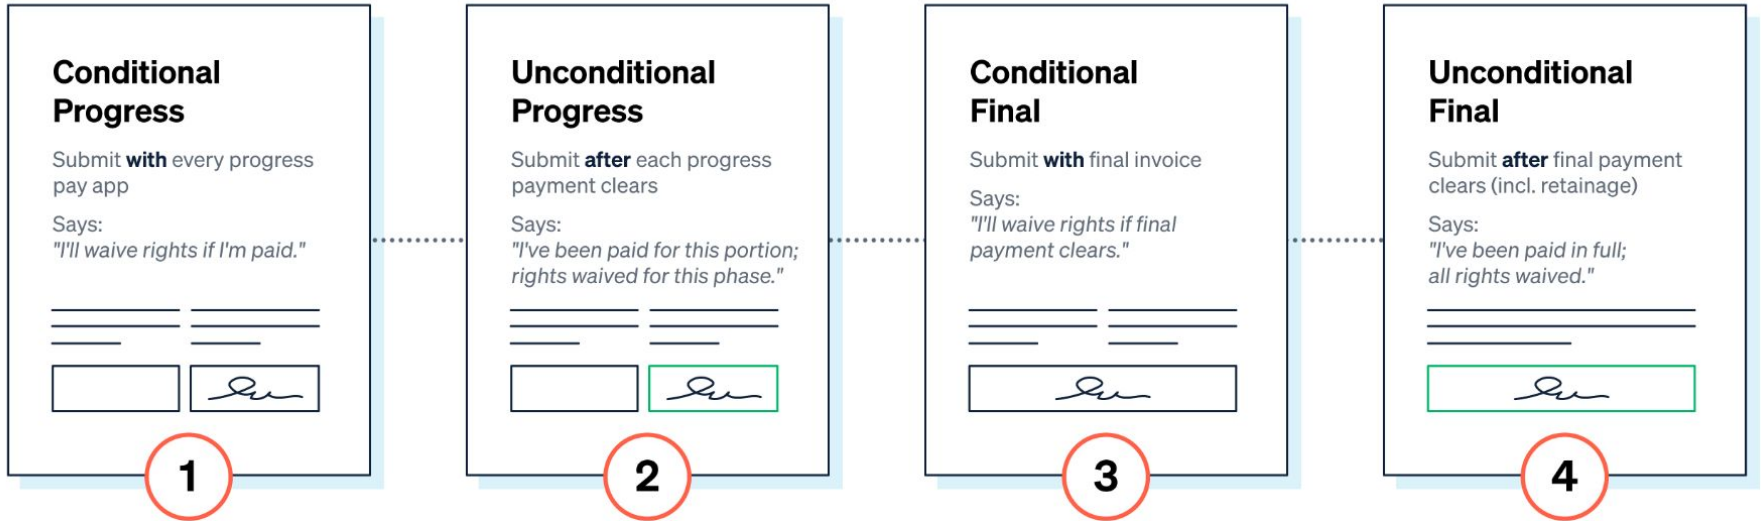 Conditional
Progress
Submit with every progress
pay app
Says:
"I'll waive rights if I'm paid."
1
Unconditional
Progress
Submit after each progress
payment clears
Says:
"I've been paid for this portion;
rights waived for this phase."
2
Conditional
Final
Submit with final invoice
Says:
"I'll waive rights if final
payment clears."
3
Unconditional
Final
Submit after final payment
clears (incl. retainage)
Says:
"I've been paid in full;
all rights waived."
4